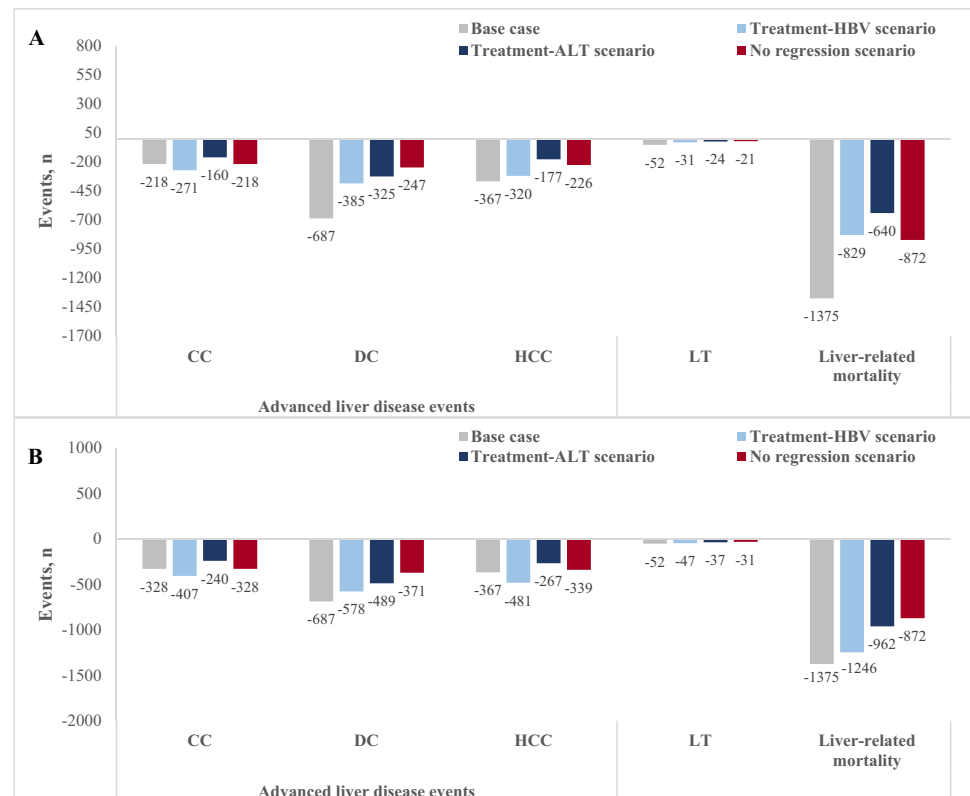 A
Base case
Treatment-HBV scenario
Treatment-ALT scenario
No regression scenario
Events, n
800
550
300
50
-200
-450
-700
-950
-1200
-1450
-1700
-218 -271 -160 -218
-687 -385 -325 -247
-367 -320 -177 -226
-52 -31 -24 -21
-1375 -829 -640 -872
CC DC HCC LT Liver-related
mortality
Advanced liver disease events
B
Base case
Treatment-HBV scenario
Treatment-ALT scenario
No regression scenario
Events, n
1000
500
0
-500
-1000
-1500
-2000
-328 -407 -240 -328
-687 -578 -489 -371
-367 -481 -267 -339
-52 -47 -37 -31
-1375 -1246 -962 -872
CC DC HCC LT Liver-related
mortality
Advanced liver disease events